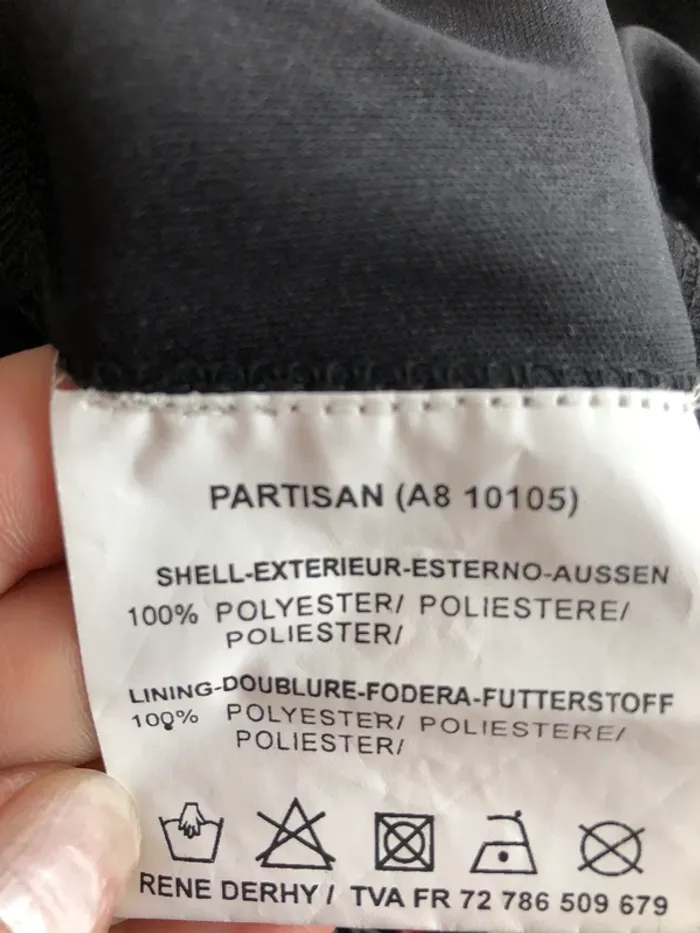 PARTISAN (A8 10105)
SHELL-EXTERIEUR-ESTERNO-AUSSEN
100% POLYESTER/ POLIESTERE/
POLIESTER/
LINING-DOUBLURE-FODERA-FUTTERSTOFF
100% POLYESTER/ POLIESTERE/
POLIESTER/
RENE DERHY / TVA FR 72 786 509 679